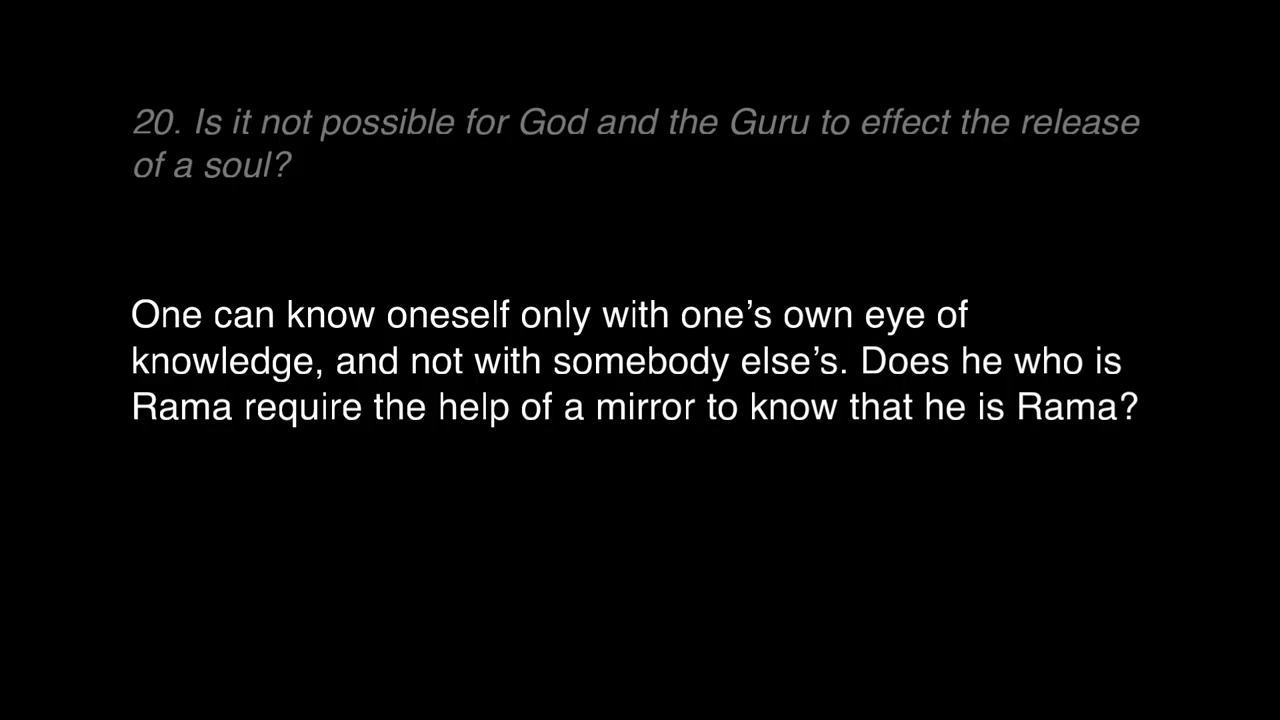 20. Is it not possible for God and the Guru to effect the release
of a soul?
One can know oneself only with one’s own eye of
knowledge, and not with somebody else’s. Does he who is
Rama require the help of a mirror to know that he is Rama?